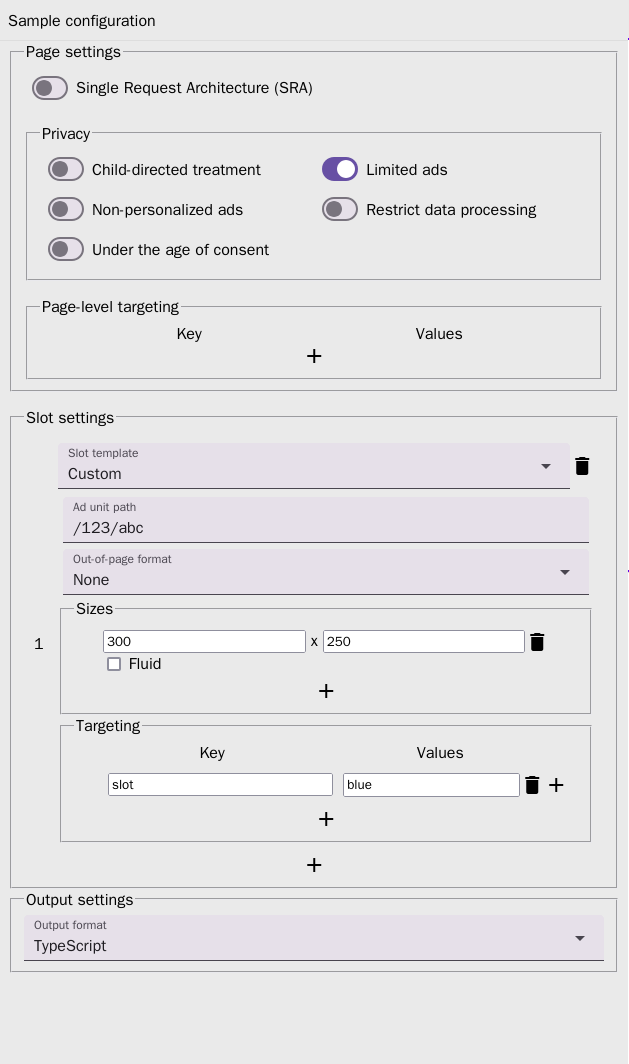 Sample configuration
Page settings
Single Request Architecture (SRA)
Privacy
Child-directed treatment
Limited ads
Non-personalized ads
Restrict data processing
Under the age of consent
Page-level targeting
Key Values
+
Slot settings
Slot template
Custom
Ad unit path
/123/abc
Out-of-page format
None
1
Sizes
300 x 250
Fluid
+
Targeting
Key Values
slot blue +
+
+
Output settings
Output format
TypeScript